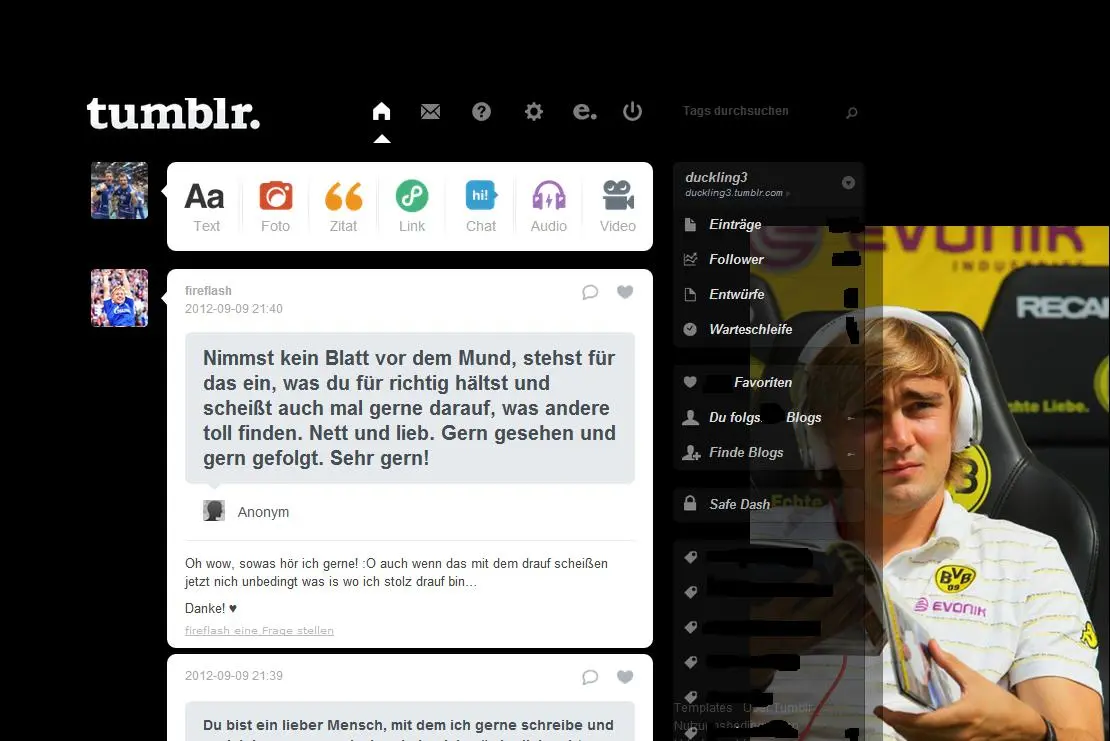 tumblr.
Tags durchsuchen
Aa
hi!
Text
Foto
Zitat
Link
Chat
Audio
Video
duckling3
duckling3.tumblr.com
Einträge
Follower
Entwürfe
Warteschleife
Favoriten
Du folgs Blogs
Finde Blogs
Safe Dash
EVONIK
INDUSTRIES
RECA
chte Liebe.
Echte
BVB
09
EVONIK
fireflash
2012-09-09 21:40
Nimmst kein Blatt vor dem Mund, stehst für
das ein, was du für richtig hältst und
scheißt auch mal gerne darauf, was andere
toll finden. Nett und lieb. Gern gesehen und
gern gefolgt. Sehr gern!
Anonym
Oh wow, sowas hör ich gerne! :O auch wenn das mit dem drauf scheißen
jetzt nich unbedingt was is wo ich stolz drauf bin...
Danke! ♥
fireflash eine Frage stellen
2012-09-09 21:39
Du bist ein lieber Mensch, mit dem ich gerne schreibe und
Templates Über Tumblr